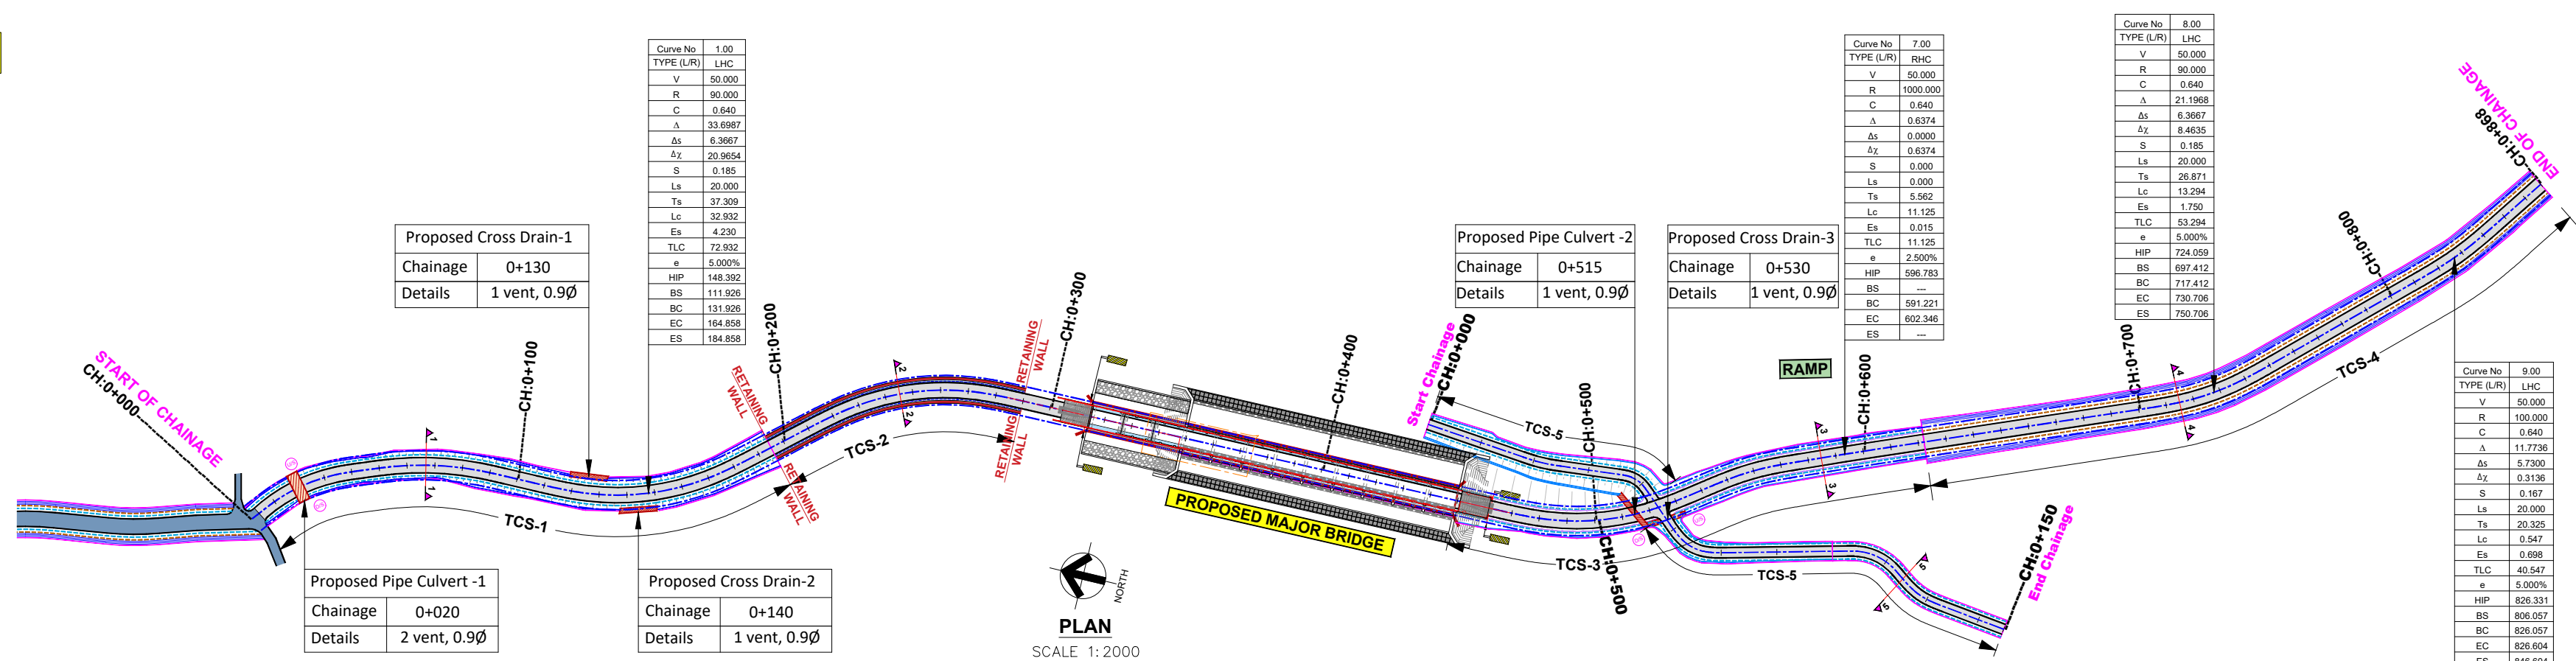 Curve No 1.00
TYPE (L/R) LHC
V 50.000
R 90.000
C 0.640
Δ 33.6987
Δs 6.3667
Δχ 20.9654
S 0.185
Ls 20.000
Ts 37.309
Lc 32.932
Es 4.230
TLC 72.932
e 5.000%
HIP 148.392
BS 111.926
BC 131.926
EC 164.858
ES 184.858
Curve No 7.00
TYPE (L/R) RHC
V 50.000
R 1000.000
C 0.640
Δ 0.6374
Δs 0.0000
Δχ 0.6374
S 0.000
Ls 0.000
Ts 5.562
Lc 11.125
Es 0.015
TLC 11.125
e 2.500%
HIP 596.783
BS ---
BC 591.221
EC 602.346
ES ---
Curve No 8.00
TYPE (L/R) LHC
V 50.000
R 90.000
C 0.640
Δ 21.1968
Δs 6.3667
Δχ 8.4635
S 0.185
Ls 20.000
Ts 26.871
Lc 13.294
Es 1.750
TLC 53.294
e 5.000%
HIP 724.059
BS 697.412
BC 717.412
EC 730.706
ES 750.706
Curve No 9.00
TYPE (L/R) LHC
V 50.000
R 100.000
C 0.640
Δ 11.7736
Δs 5.7300
Δχ 0.3136
S 0.167
Ls 20.000
Ts 20.325
Lc 0.547
Es 0.698
TLC 40.547
e 5.000%
HIP 826.331
BS 806.057
BC 826.057
EC 826.604
Proposed Cross Drain-1
Chainage 0+130
Details 1 vent, 0.9Ø
Proposed Pipe Culvert -2
Chainage 0+515
Details 1 vent, 0.9Ø
Proposed Cross Drain-3
Chainage 0+530
Details 1 vent, 0.9Ø
Proposed Pipe Culvert -1
Chainage 0+020
Details 2 vent, 0.9Ø
Proposed Cross Drain-2
Chainage 0+140
Details 1 vent, 0.9Ø
START OF CHAINAGE
CH:0+000
CH:0+100
CH:0+200
CH:0+300
CH:0+400
CH:0+500
CH:0+500
CH:0+600
CH:0+700
CH:0+800
CH:0+868
END OF CHAINAGE
RETAINING
WALL
RETAINING
WALL
RETAINING
WALL
RETAINING
WALL
1
1
2
2
3
3
4
4
5
5
TCS-1
TCS-2
TCS-3
TCS-4
TCS-5
TCS-5
Start Chainage
CH:0+000
CH:0+150
End Chainage
RAMP
PROPOSED MAJOR BRIDGE
NORTH
PLAN
SCALE 1:2000